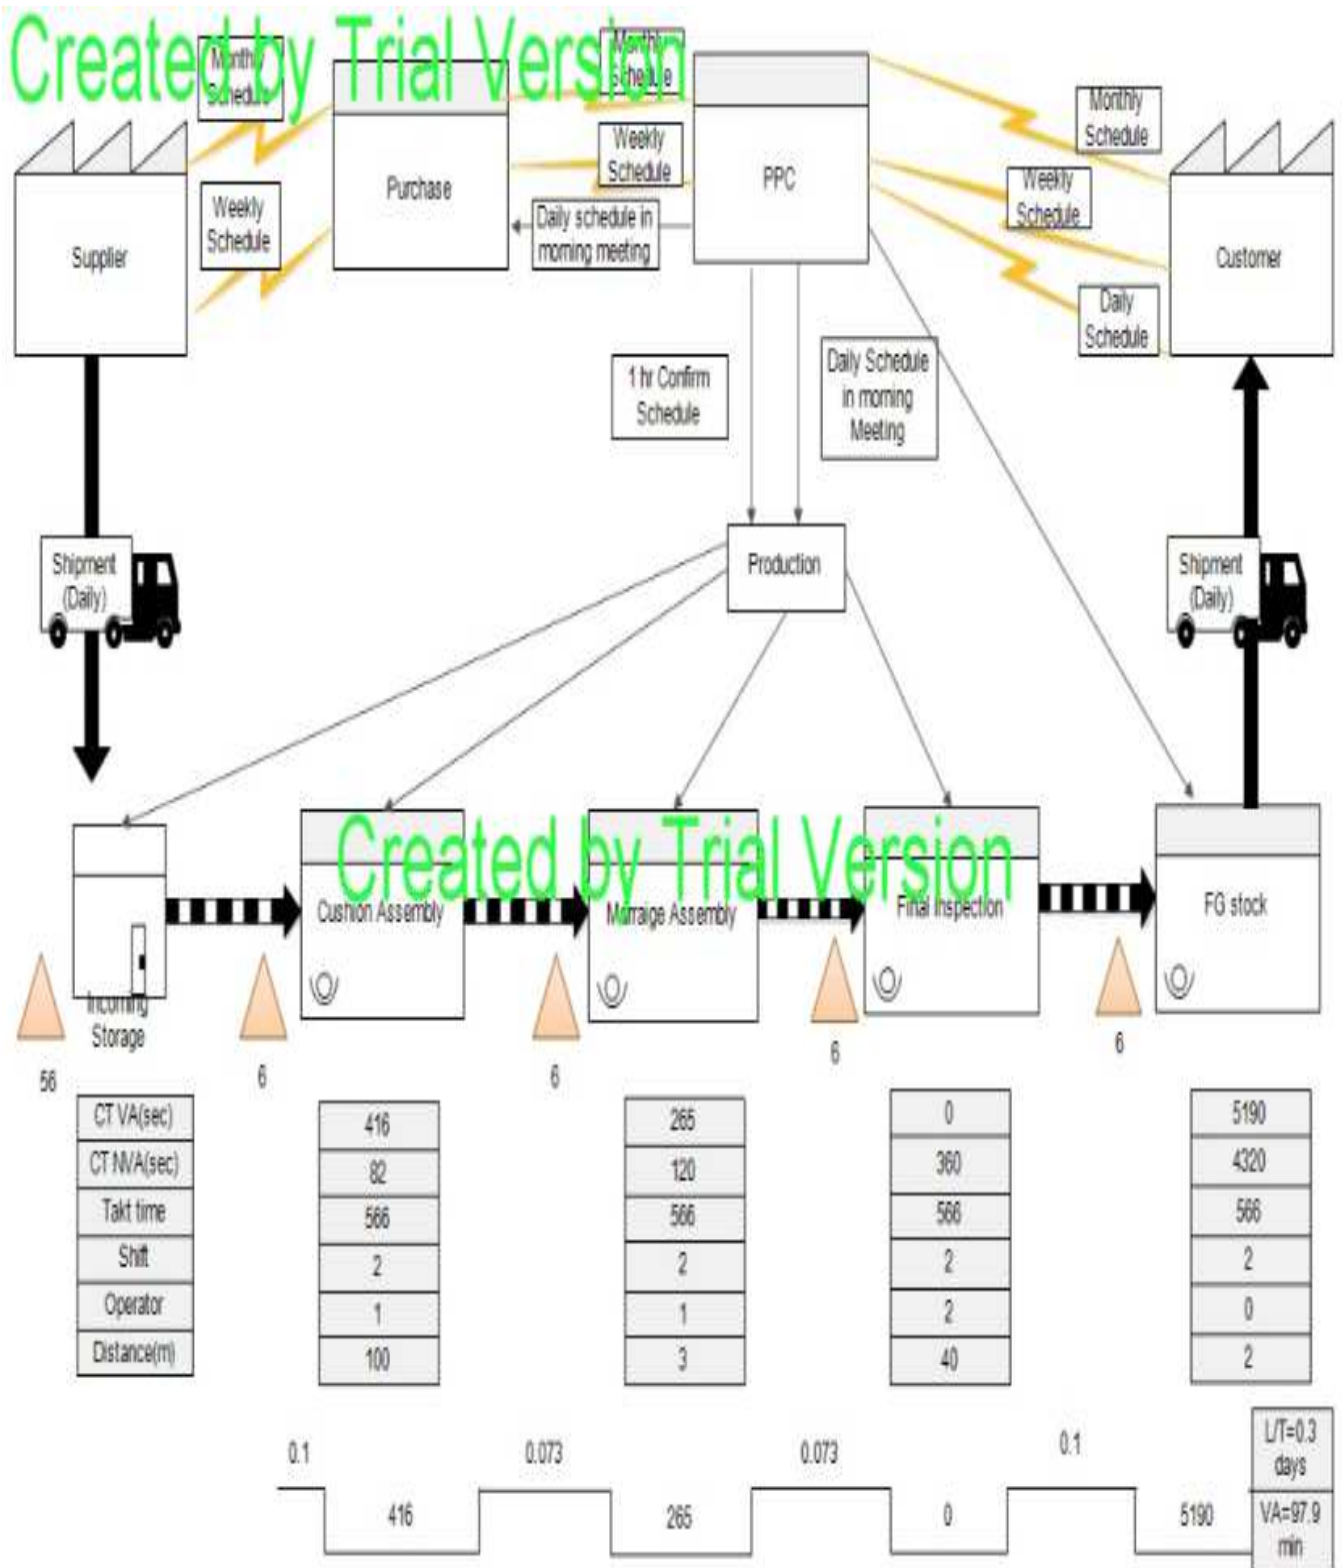 Created by Trial Version
Monthly
Schedule
Monthly
Schedule
Monthly
Schedule
Weekly
Schedule
Purchase
Weekly
Schedule
PPC
Weekly
Schedule
Supplier
Daily schedule in
morning meeting
Customer
Daily
Schedule
1 hr Confirm
Schedule
Daily Schedule
in morning
Meeting
Shipment
(Daily)
Production
Shipment
(Daily)
Created by Trial Version
Cushion Assembly
Marraige Assembly
Final Inspection
FG stock
Incoming
Storage
56
6
6
6
6
CT VA(sec)
416
265
0
5190
CT NVA(sec)
82
120
360
4320
Takt time
566
566
566
566
Shift
2
2
2
2
Operator
1
1
2
0
Distance(m)
100
3
40
2
0.1
0.073
0.073
0.1
L/T=0.3
days
416
265
0
5190
VA=97.9
min